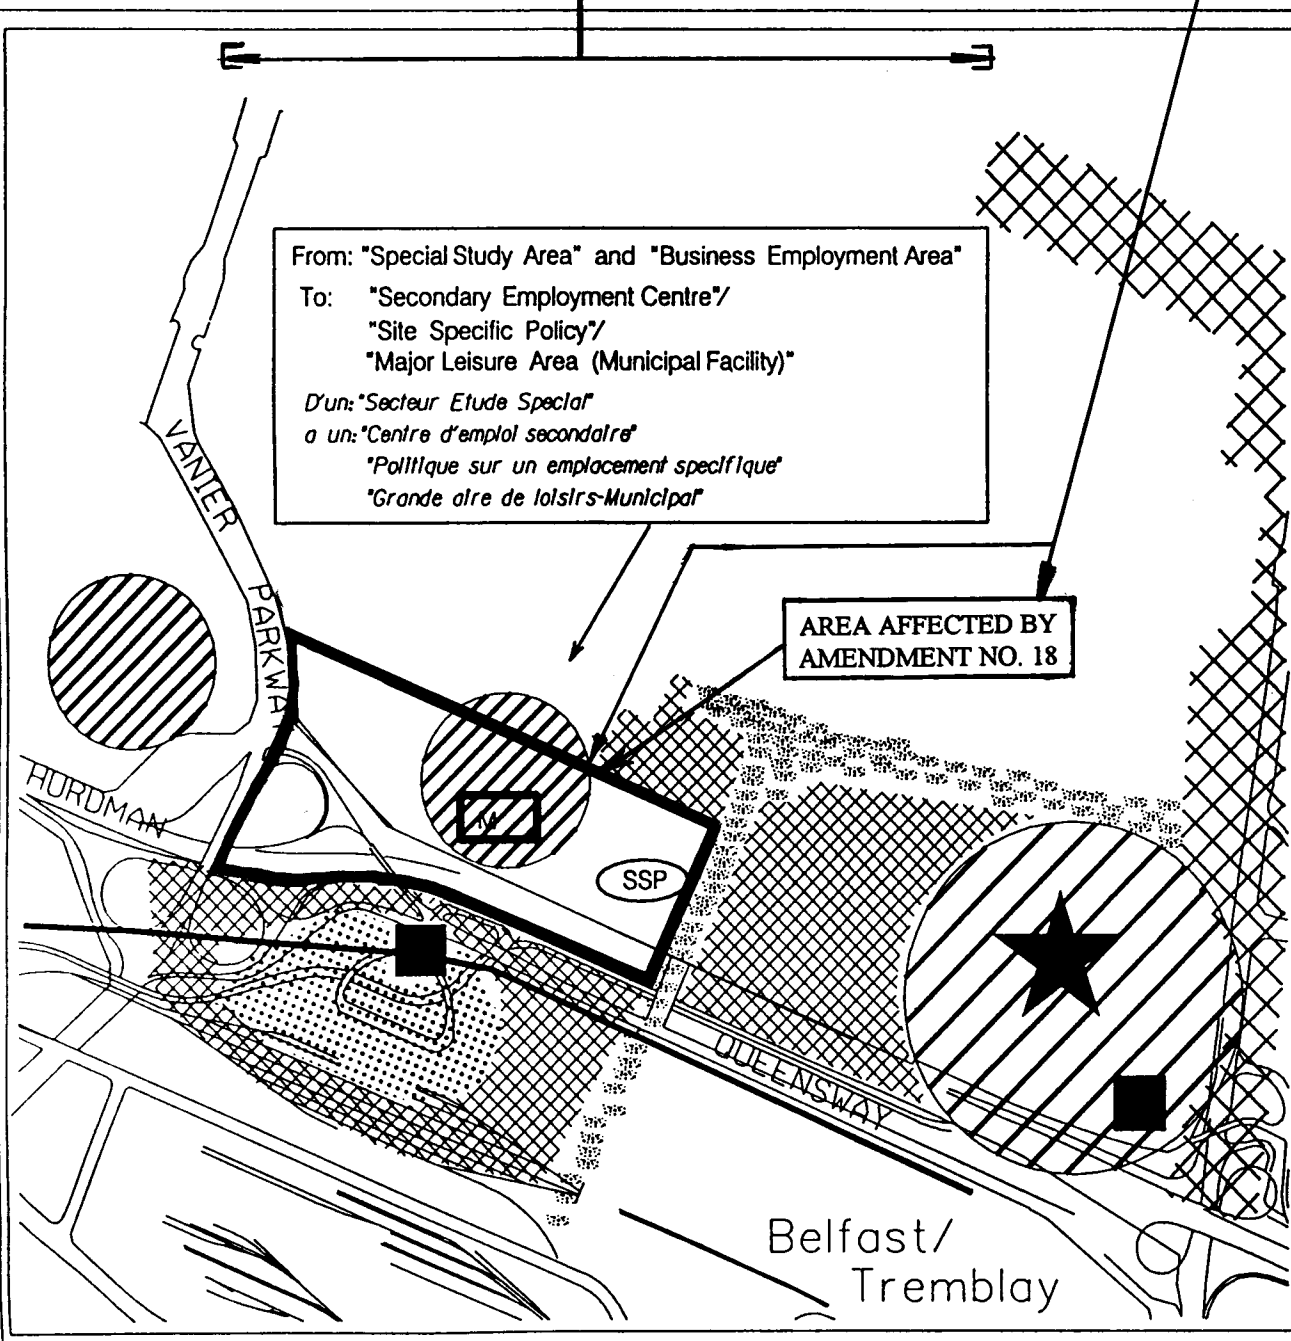 From: "Special Study Area" and "Business Employment Area"
To: "Secondary Employment Centre"/
"Site Specific Policy"/
"Major Leisure Area (Municipal Facility)"
D'un: "Secteur Etude Special"
a un: "Centre d'emploi secondaire"
"Politique sur un emplacement specifique"
"Grande aire de loisirs-Municipal"
VANIER PARKWAY
AREA AFFECTED BY
AMENDMENT NO. 18
HURDMAN
M
SSP
QUEENSWAY
Belfast/
Tremblay